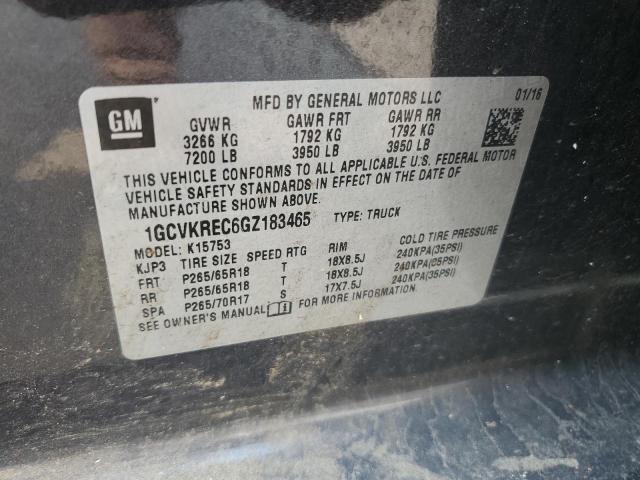 GM
MFD BY GENERAL MOTORS LLC 01/16
GVWR GAWR FRT GAWR RR
3266 KG 1792 KG 1792 KG
7200 LB 3950 LB 3950 LB
THIS VEHICLE CONFORMS TO ALL APPLICABLE U.S. FEDERAL MOTOR
VEHICLE SAFETY STANDARDS IN EFFECT ON THE DATE OF
MANUFACTURE SHOWN ABOVE.
1GCVKREC6GZ183465 TYPE: TRUCK
MODEL: K15753
KJP3 TIRE SIZE SPEED RTG RIM COLD TIRE PRESSURE
FRT P265/65R18 T 18X8.5J 240KPA(35PSI)
RR P265/65R18 T 18X8.5J 240KPA(35PSI)
SPA P265/70R17 S 17X7.5J 240KPA(35PSI)
SEE OWNER'S MANUAL FOR MORE INFORMATION.